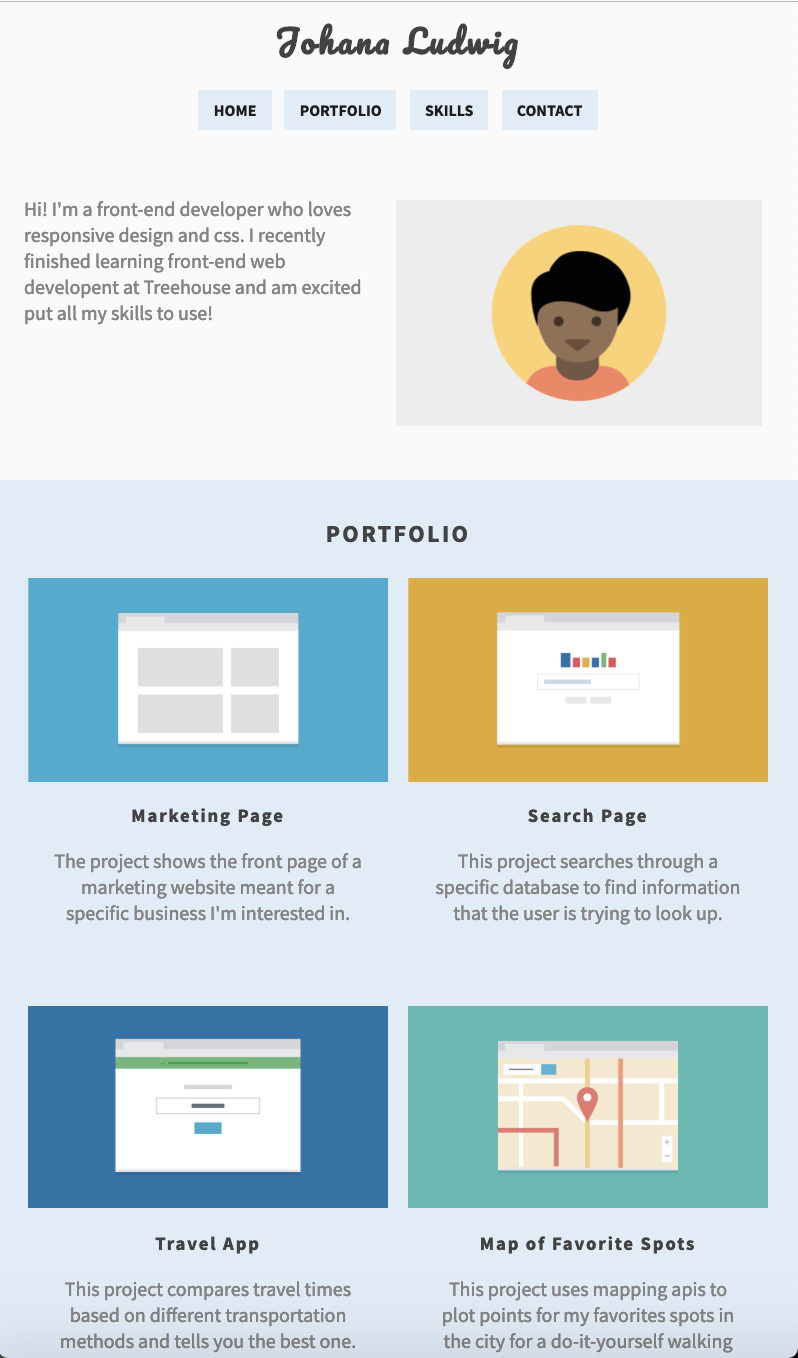 Johana Ludwig
HOME PORTFOLIO SKILLS CONTACT
Hi! I'm a front-end developer who loves
responsive design and css. I recently
finished learning front-end web
developent at Treehouse and am excited
put all my skills to use!
PORTFOLIO
Marketing Page
The project shows the front page of a
marketing website meant for a
specific business I'm interested in.
Search Page
This project searches through a
specific database to find information
that the user is trying to look up.
Travel App
This project compares travel times
based on different transportation
methods and tells you the best one.
Map of Favorite Spots
This project uses mapping apis to
plot points for my favorites spots in
the city for a do-it-yourself walking